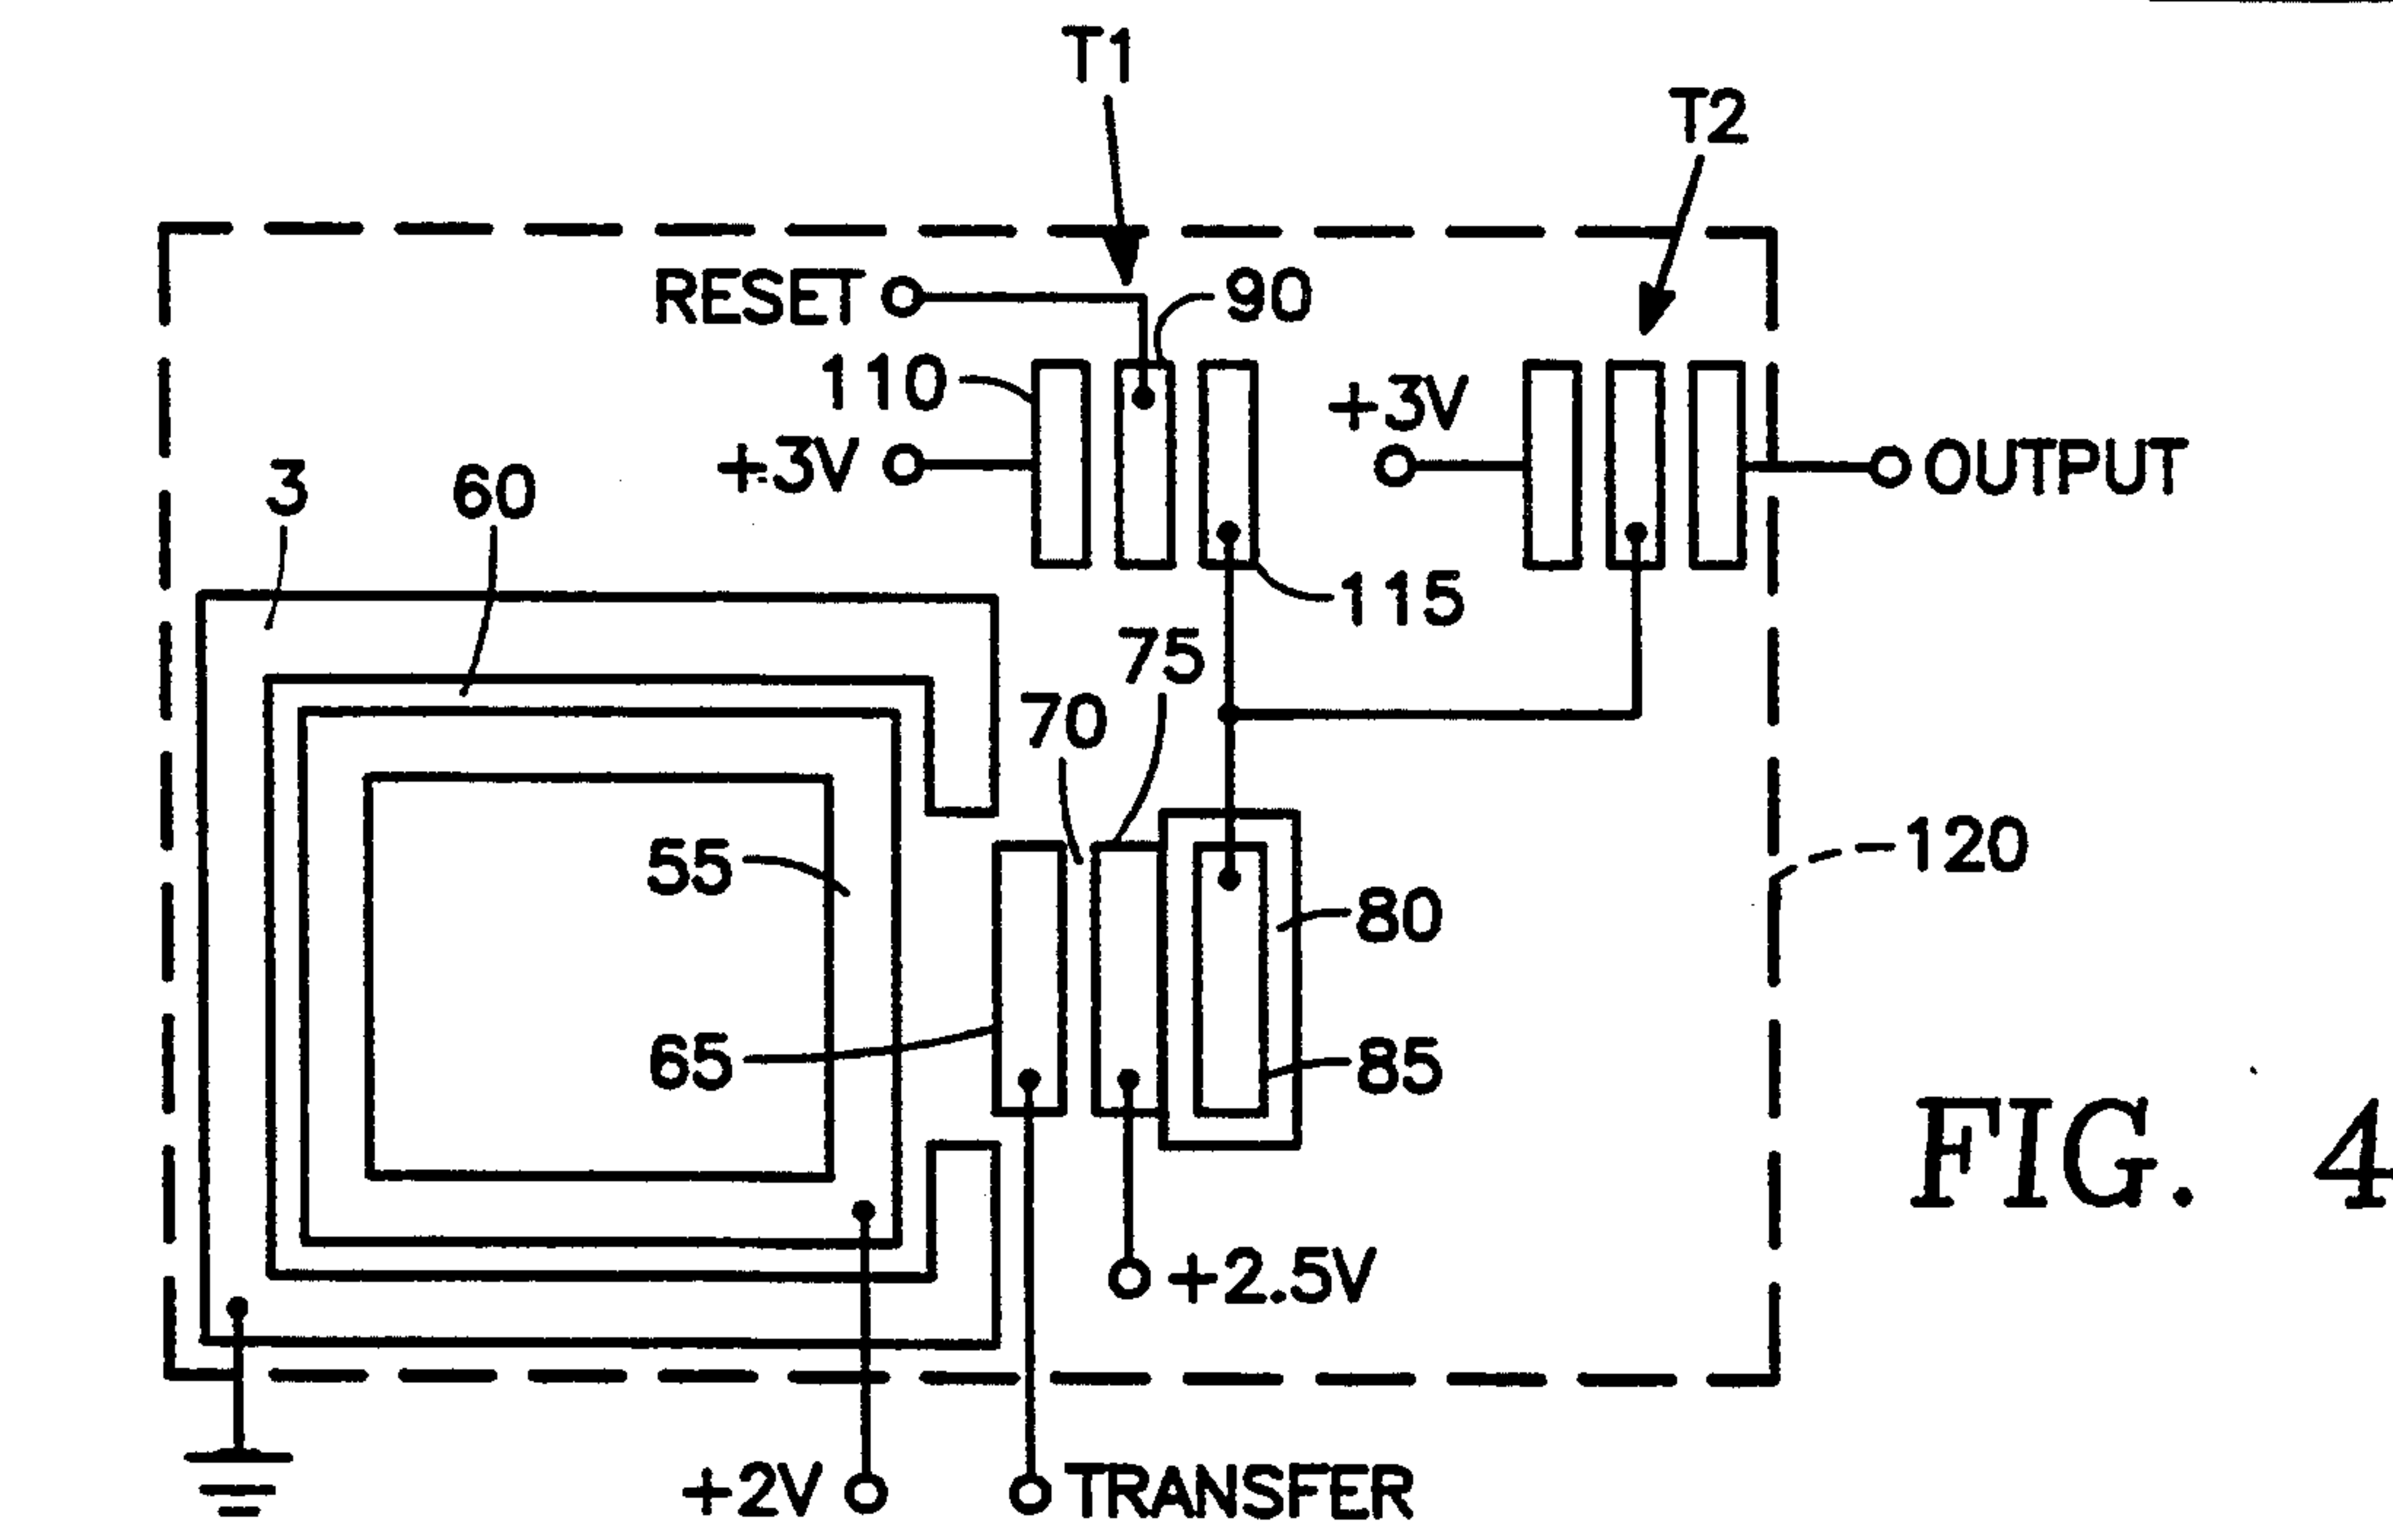 T1
T2
RESET
90
110
+3V
+3V
OUTPUT
3
60
115
75
70
55
120
80
65
85
FIG. 4
+2.5V
+2V
TRANSFER